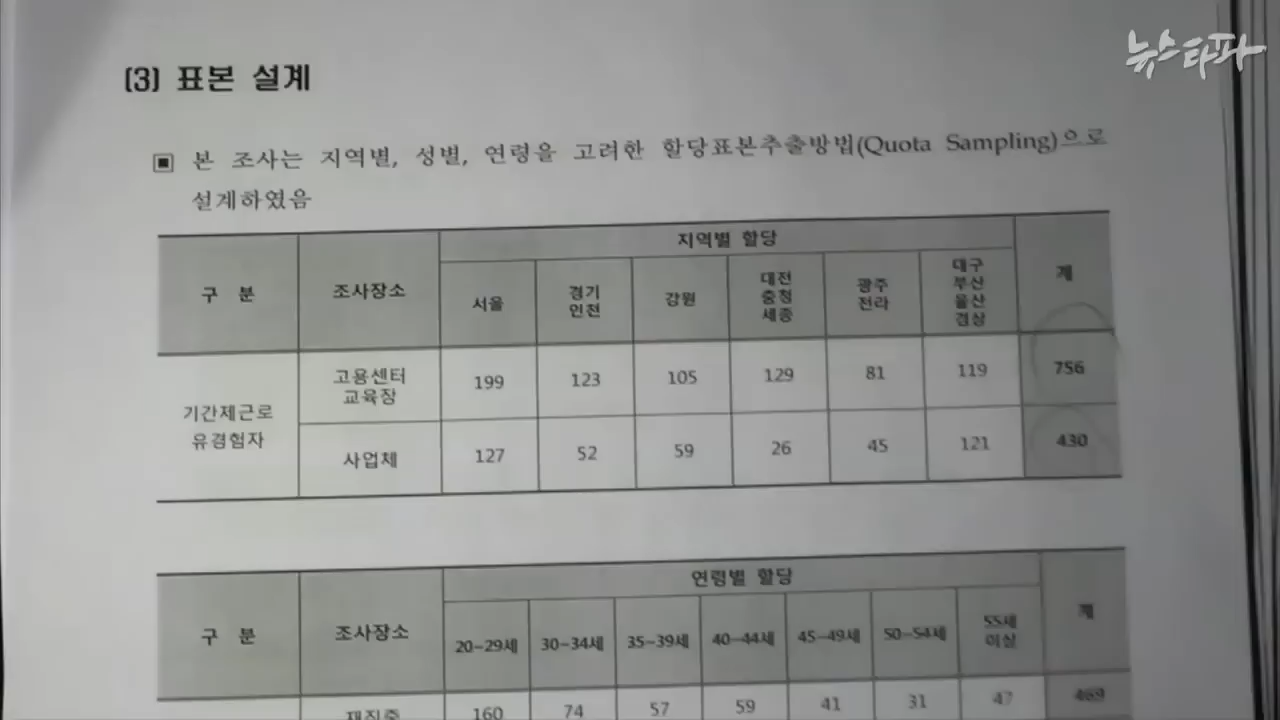 뉴스타파
(3) 표본 설계
▣ 본 조사는 지역별, 성별, 연령을 고려한 할당표본추출방법(Quota Sampling)으로
설계하였음
구 분 조사장소 지역별 할당 계
서울 경기 인천 강원 대전 충청 세종 광주 전라 대구 부산 울산 경상
기간제근로 유경험자
고용센터 교육장 199 123 105 129 81 119 756
사업체 127 52 59 26 45 121 430
구 분 조사장소 연령별 할당 계
20-29세 30-34세 35-39세 40-44세 45-49세 50-54세 55세 이상
재직중 160 74 57 59 41 31 47 469